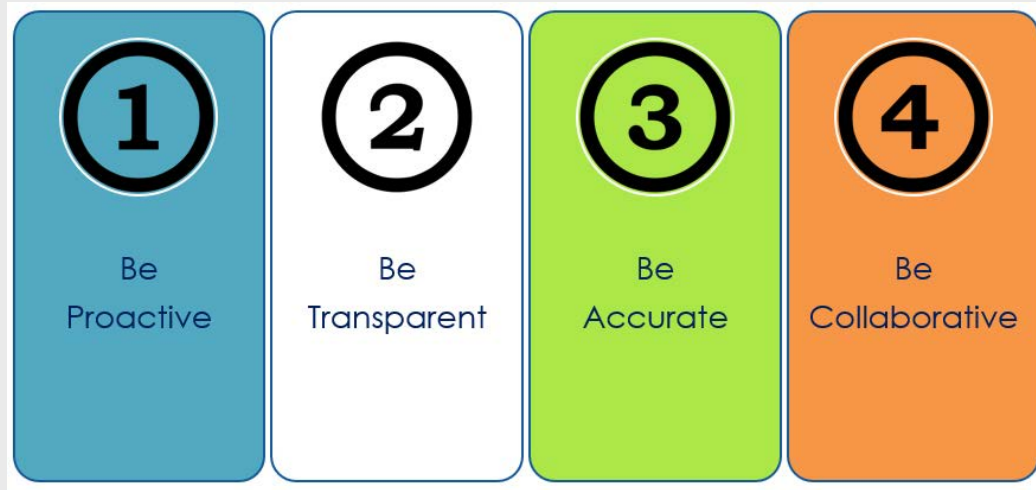 1
Be
Proactive
2
Be
Transparent
3
Be
Accurate
4
Be
Collaborative